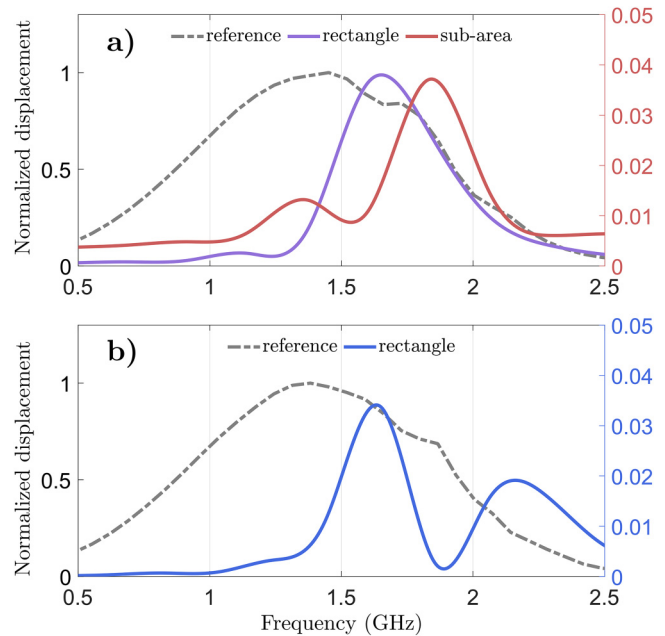 a)
reference rectangle sub-area
Normalized displacement
1
0.5
0
0.05
0.04
0.03
0.02
0.01
0
0.5 1 1.5 2 2.5
b)
reference rectangle
Normalized displacement
1
0.5
0
0.05
0.04
0.03
0.02
0.01
0
0.5 1 1.5 2 2.5
Frequency (GHz)